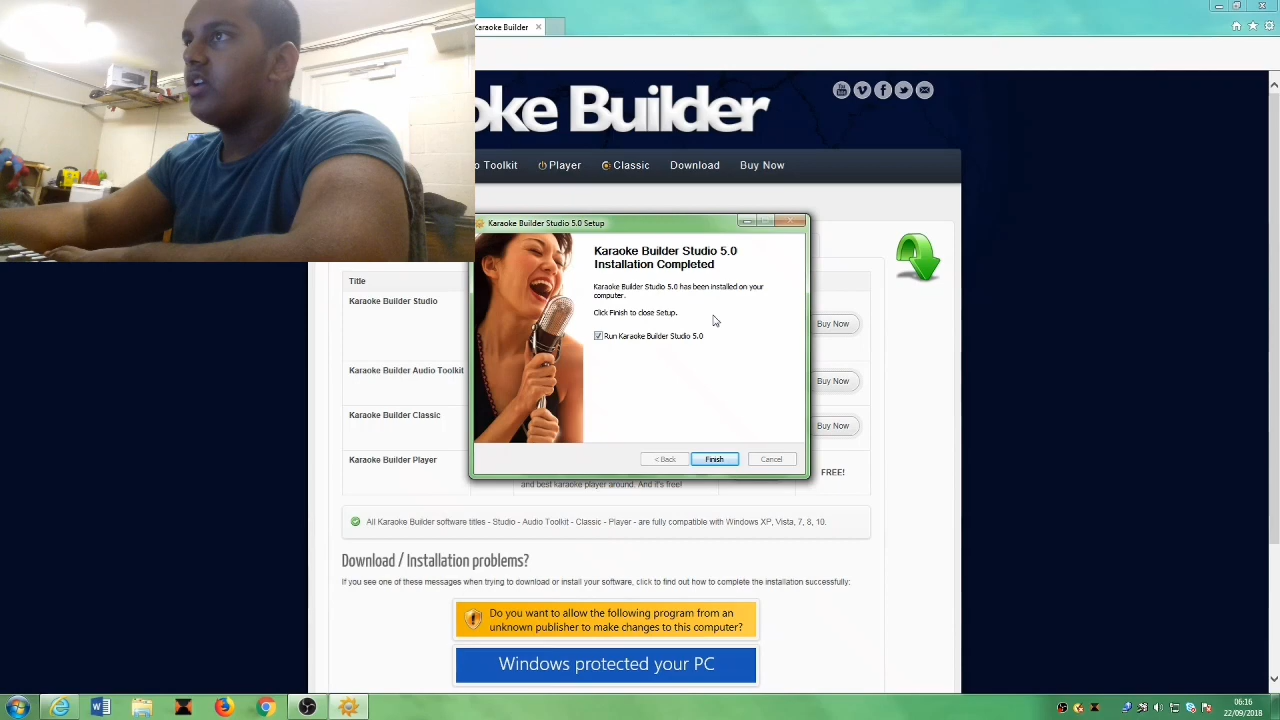 Karaoke Builder
oke Builder
o Toolkit
Player
Classic
Download
Buy Now
Karaoke Builder Studio 5.0 Setup
Karaoke Builder Studio 5.0
Installation Completed
Karaoke Builder Studio 5.0 has been installed on your
computer.
Click Finish to close Setup.
Run Karaoke Builder Studio 5.0
< Back
Finish
Cancel
Title
Karaoke Builder Studio
Buy Now
Karaoke Builder Audio Toolkit
Buy Now
Karaoke Builder Classic
Buy Now
Karaoke Builder Player
FREE!
and best karaoke player around. And it's free!
All Karaoke Builder software titles - Studio - Audio Toolkit - Classic - Player - are fully compatible with Windows XP, Vista, 7, 8, 10.
Download / Installation problems?
If you see one of these messages when trying to download or install your software, click to find out how to complete the installation successfully:
Do you want to allow the following program from an
unknown publisher to make changes to this computer?
Windows protected your PC
06:16
22/09/2018